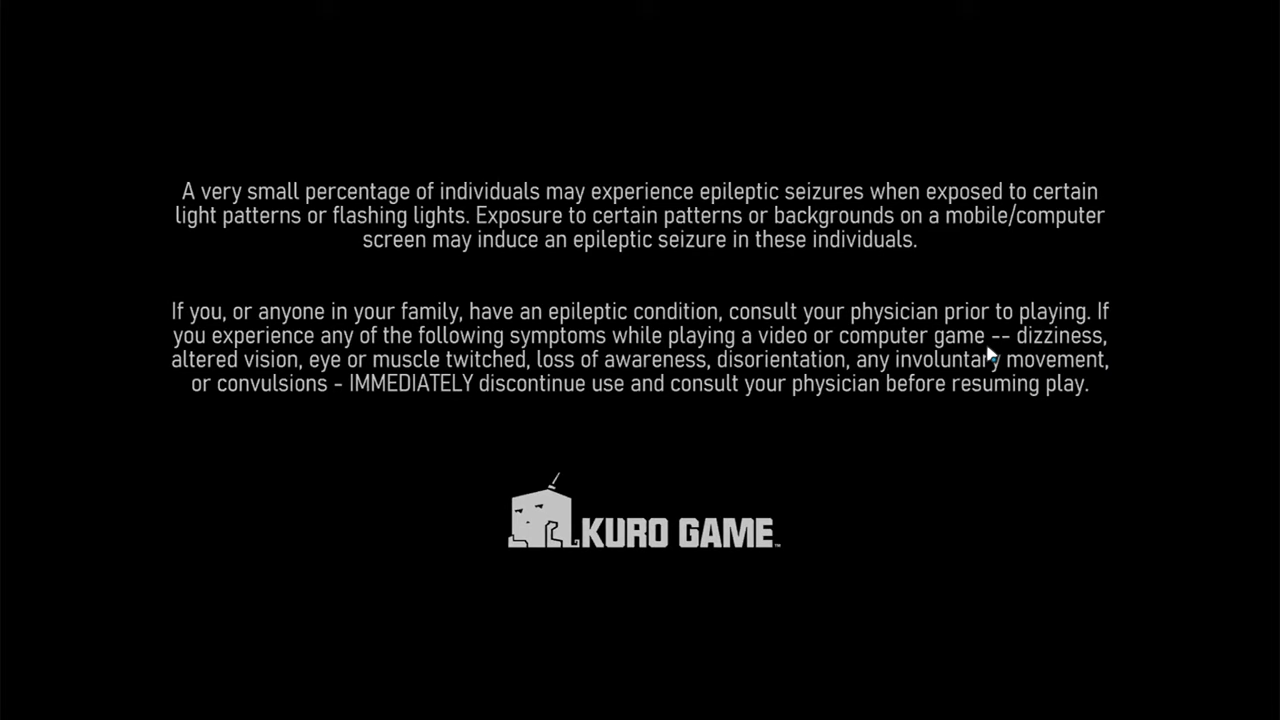 A very small percentage of individuals may experience epileptic seizures when exposed to certain
light patterns or flashing lights. Exposure to certain patterns or backgrounds on a mobile/computer
screen may induce an epileptic seizure in these individuals.
If you, or anyone in your family, have an epileptic condition, consult your physician prior to playing. If
you experience any of the following symptoms while playing a video or computer game -- dizziness,
altered vision, eye or muscle twitched, loss of awareness, disorientation, any involuntary movement,
or convulsions - IMMEDIATELY discontinue use and consult your physician before resuming play.
KURO GAME™